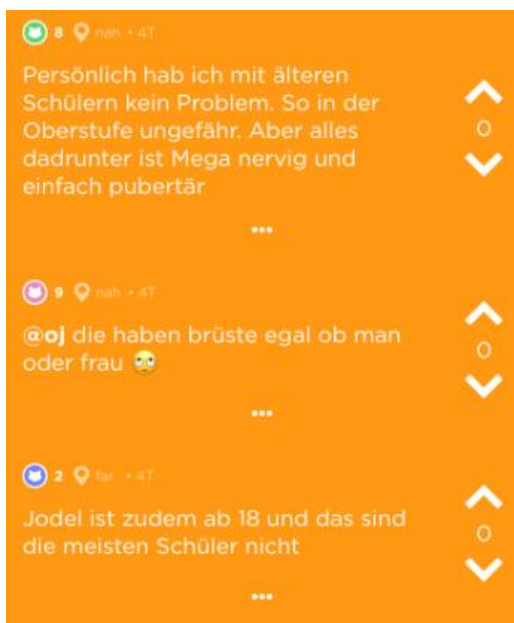 8 nah • 4T
Persönlich hab ich mit älteren
Schülern kein Problem. So in der
Oberstufe ungefähr. Aber alles
dadrunter ist Mega nervig und
einfach pubertär
0
9 nah • 4T
@oj die haben brüste egal ob man
oder frau 🙄
0
2 far • 4T
Jodel ist zudem ab 18 und das sind
die meisten Schüler nicht
0